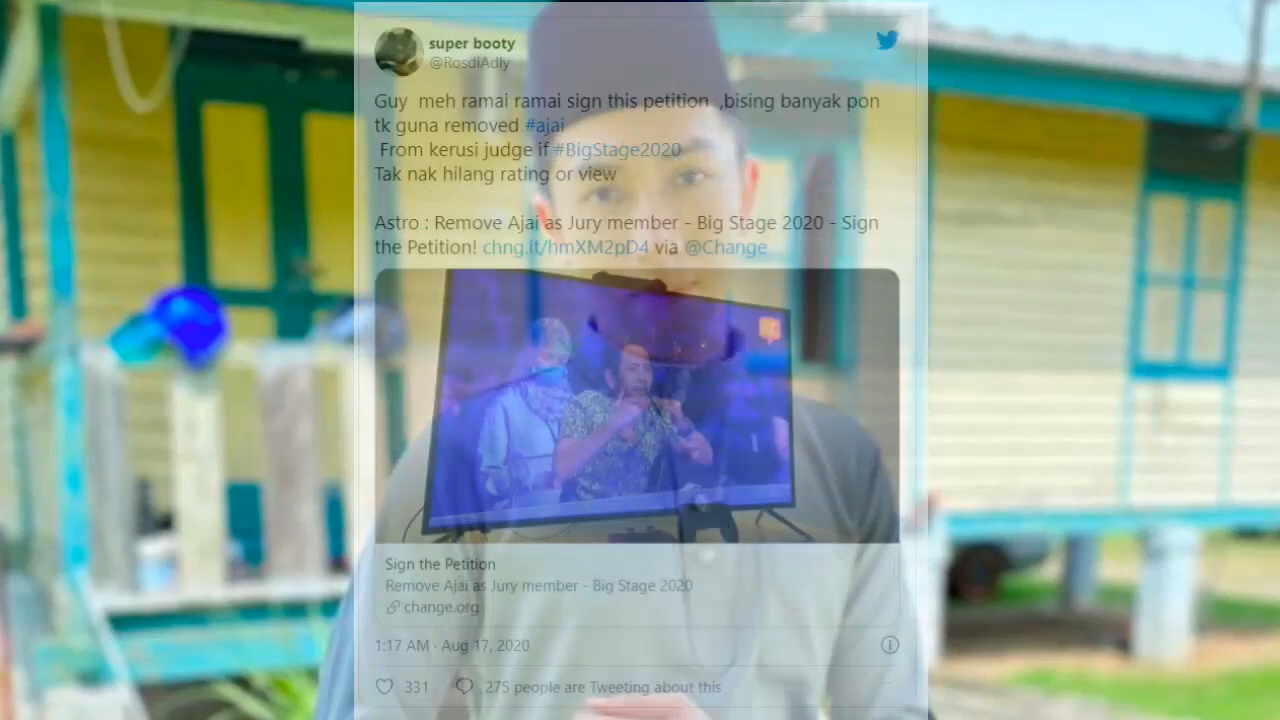 super booty
@RosdiAdly
Guy meh ramai ramai sign this petition ,bising banyak pon
tk guna removed #ajai
From kerusi judge if #BigStage2020
Tak nak hilang rating or view
Astro : Remove Ajai as Jury member - Big Stage 2020 - Sign
the Petition! chng.it/hmXM2pD4 via @Change
Sign the Petition
Remove Ajai as Jury member - Big Stage 2020
change.org
1:17 AM · Aug 17, 2020
331 275 people are Tweeting about this